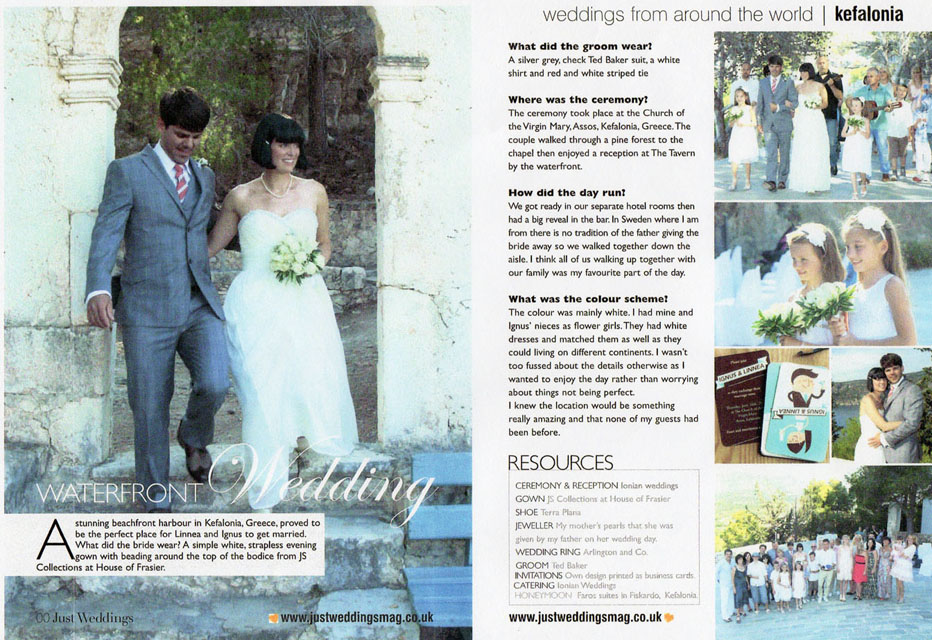 WATERFRONT Wedding
A stunning beachfront harbour in Kefalonia, Greece, proved to
be the perfect place for Linnea and Ignus to get married.
What did the bride wear? A simple white, strapless evening
gown with beading around the top of the bodice from JS
Collections at House of Frasier.
00 Just Weddings
www.justweddingsmag.co.uk
weddings from around the world | kefalonia
What did the groom wear?
A silver grey, check Ted Baker suit, a white
shirt and red and white striped tie
Where was the ceremony?
The ceremony took place at the Church of
the Virgin Mary, Assos, Kefalonia, Greece. The
couple walked through a pine forest to the
chapel then enjoyed a reception at The Tavern
by the waterfront.
How did the day run?
We got ready in our separate hotel rooms then
had a big reveal in the bar. In Sweden where I am
from there is no tradition of the father giving the
bride away so we walked together down the
aisle. I think all of us walking up together with
our family was my favourite part of the day.
What was the colour scheme?
The colour was mainly white. I had mine and
Ignus' nieces as flower girls. They had white
dresses and matched them as well as they
could living on different continents. I wasn't
too fussed about the details otherwise as I
wanted to enjoy the day rather than worrying
about things not being perfect.
I knew the location would be something
really amazing and that none of my guests had
been before.
RESOURCES
CEREMONY & RECEPTION Ionian weddings
GOWN JS Collections at House of Frasier
SHOE Terra Plana
JEWELLER My mother's pearls that she was
given by my father on her wedding day.
WEDDING RING Arlington and Co.
GROOM Ted Baker
INVITATIONS Own design printed as business cards.
CATERING Ionian Weddings
HONEYMOON Faros suites in Fiskardo, Kefalonia.
www.justweddingsmag.co.uk
IGNUS & LINNEA
IGNUS & LINNEA